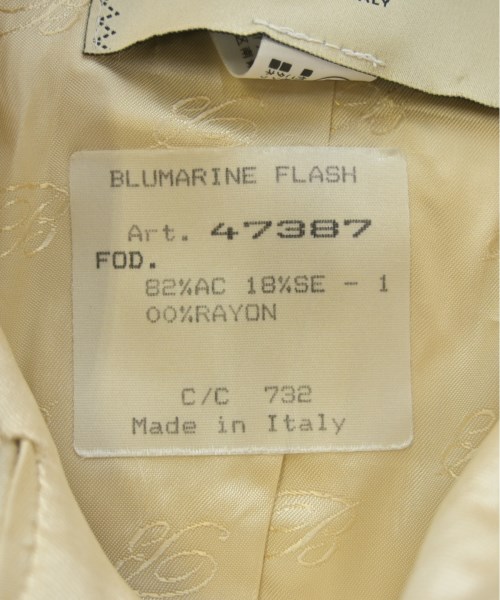 BLUMARINE FLASH
Art. 47387
FOD.
82%AC 18%SE - 1
00%RAYON
C/C 732
Made in Italy